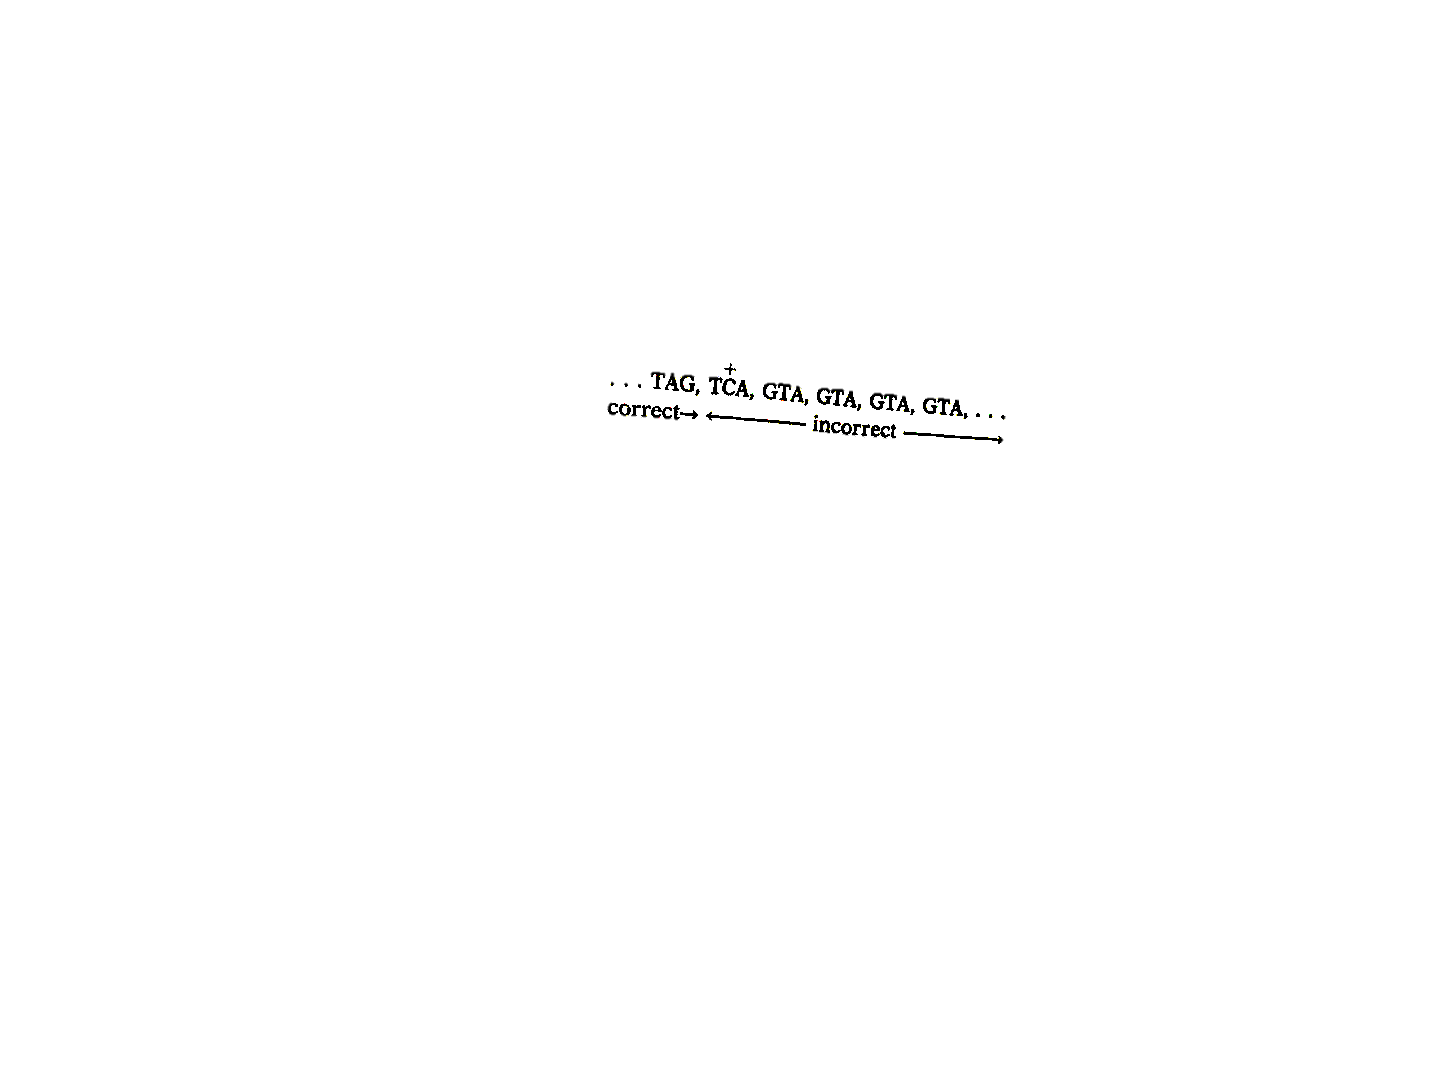 +
. . . TAG, TCA, GTA, GTA, GTA, GTA, . . .
correct→ ←——— incorrect ———→